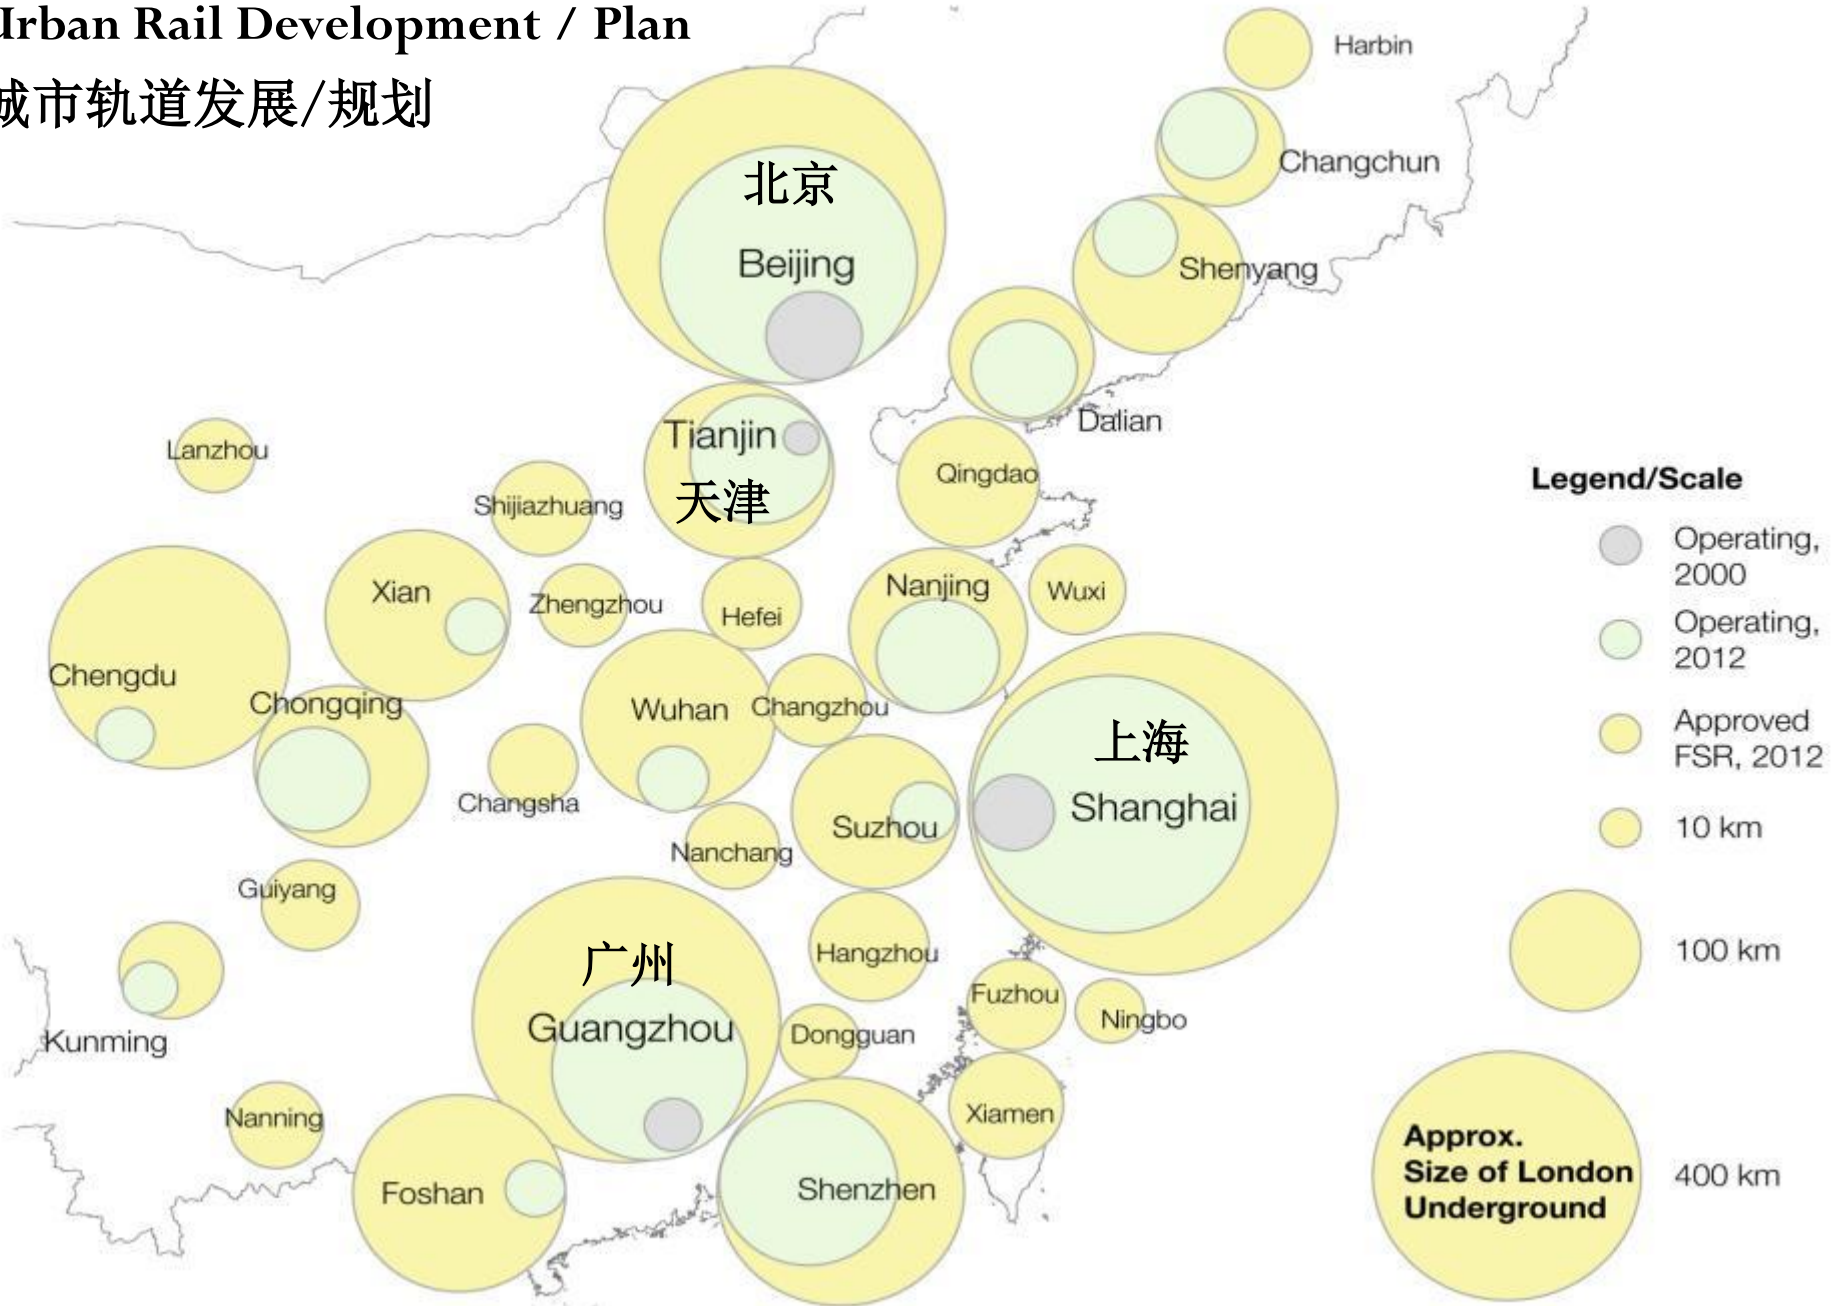 Urban Rail Development / Plan
城市轨道发展/规划
Harbin
Changchun
北京
Beijing
Shenyang
Dalian
Tianjin
天津
Lanzhou
Qingdao
Shijiazhuang
Xian
Zhengzhou
Hefei
Nanjing
Wuxi
Chengdu
Chongqing
Wuhan
Changzhou
上海
Shanghai
Changsha
Suzhou
Nanchang
Guiyang
广州
Guangzhou
Hangzhou
Fuzhou
Ningbo
Kunming
Dongguan
Nanning
Xiamen
Foshan
Shenzhen
Legend/Scale
Operating,
2000
Operating,
2012
Approved
FSR, 2012
10 km
100 km
Approx.
Size of London
Underground
400 km